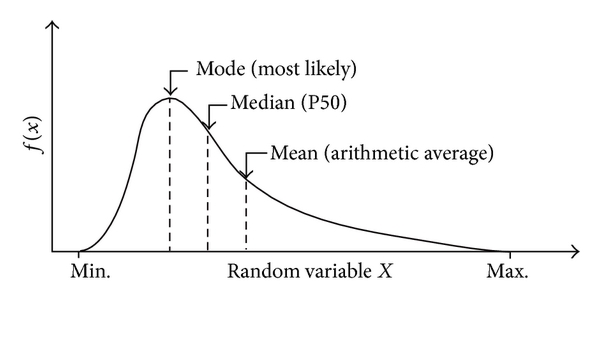 Mode (most likely)
Median (P50)
Mean (arithmetic average)
f(x)
Min.
Random variable X
Max.